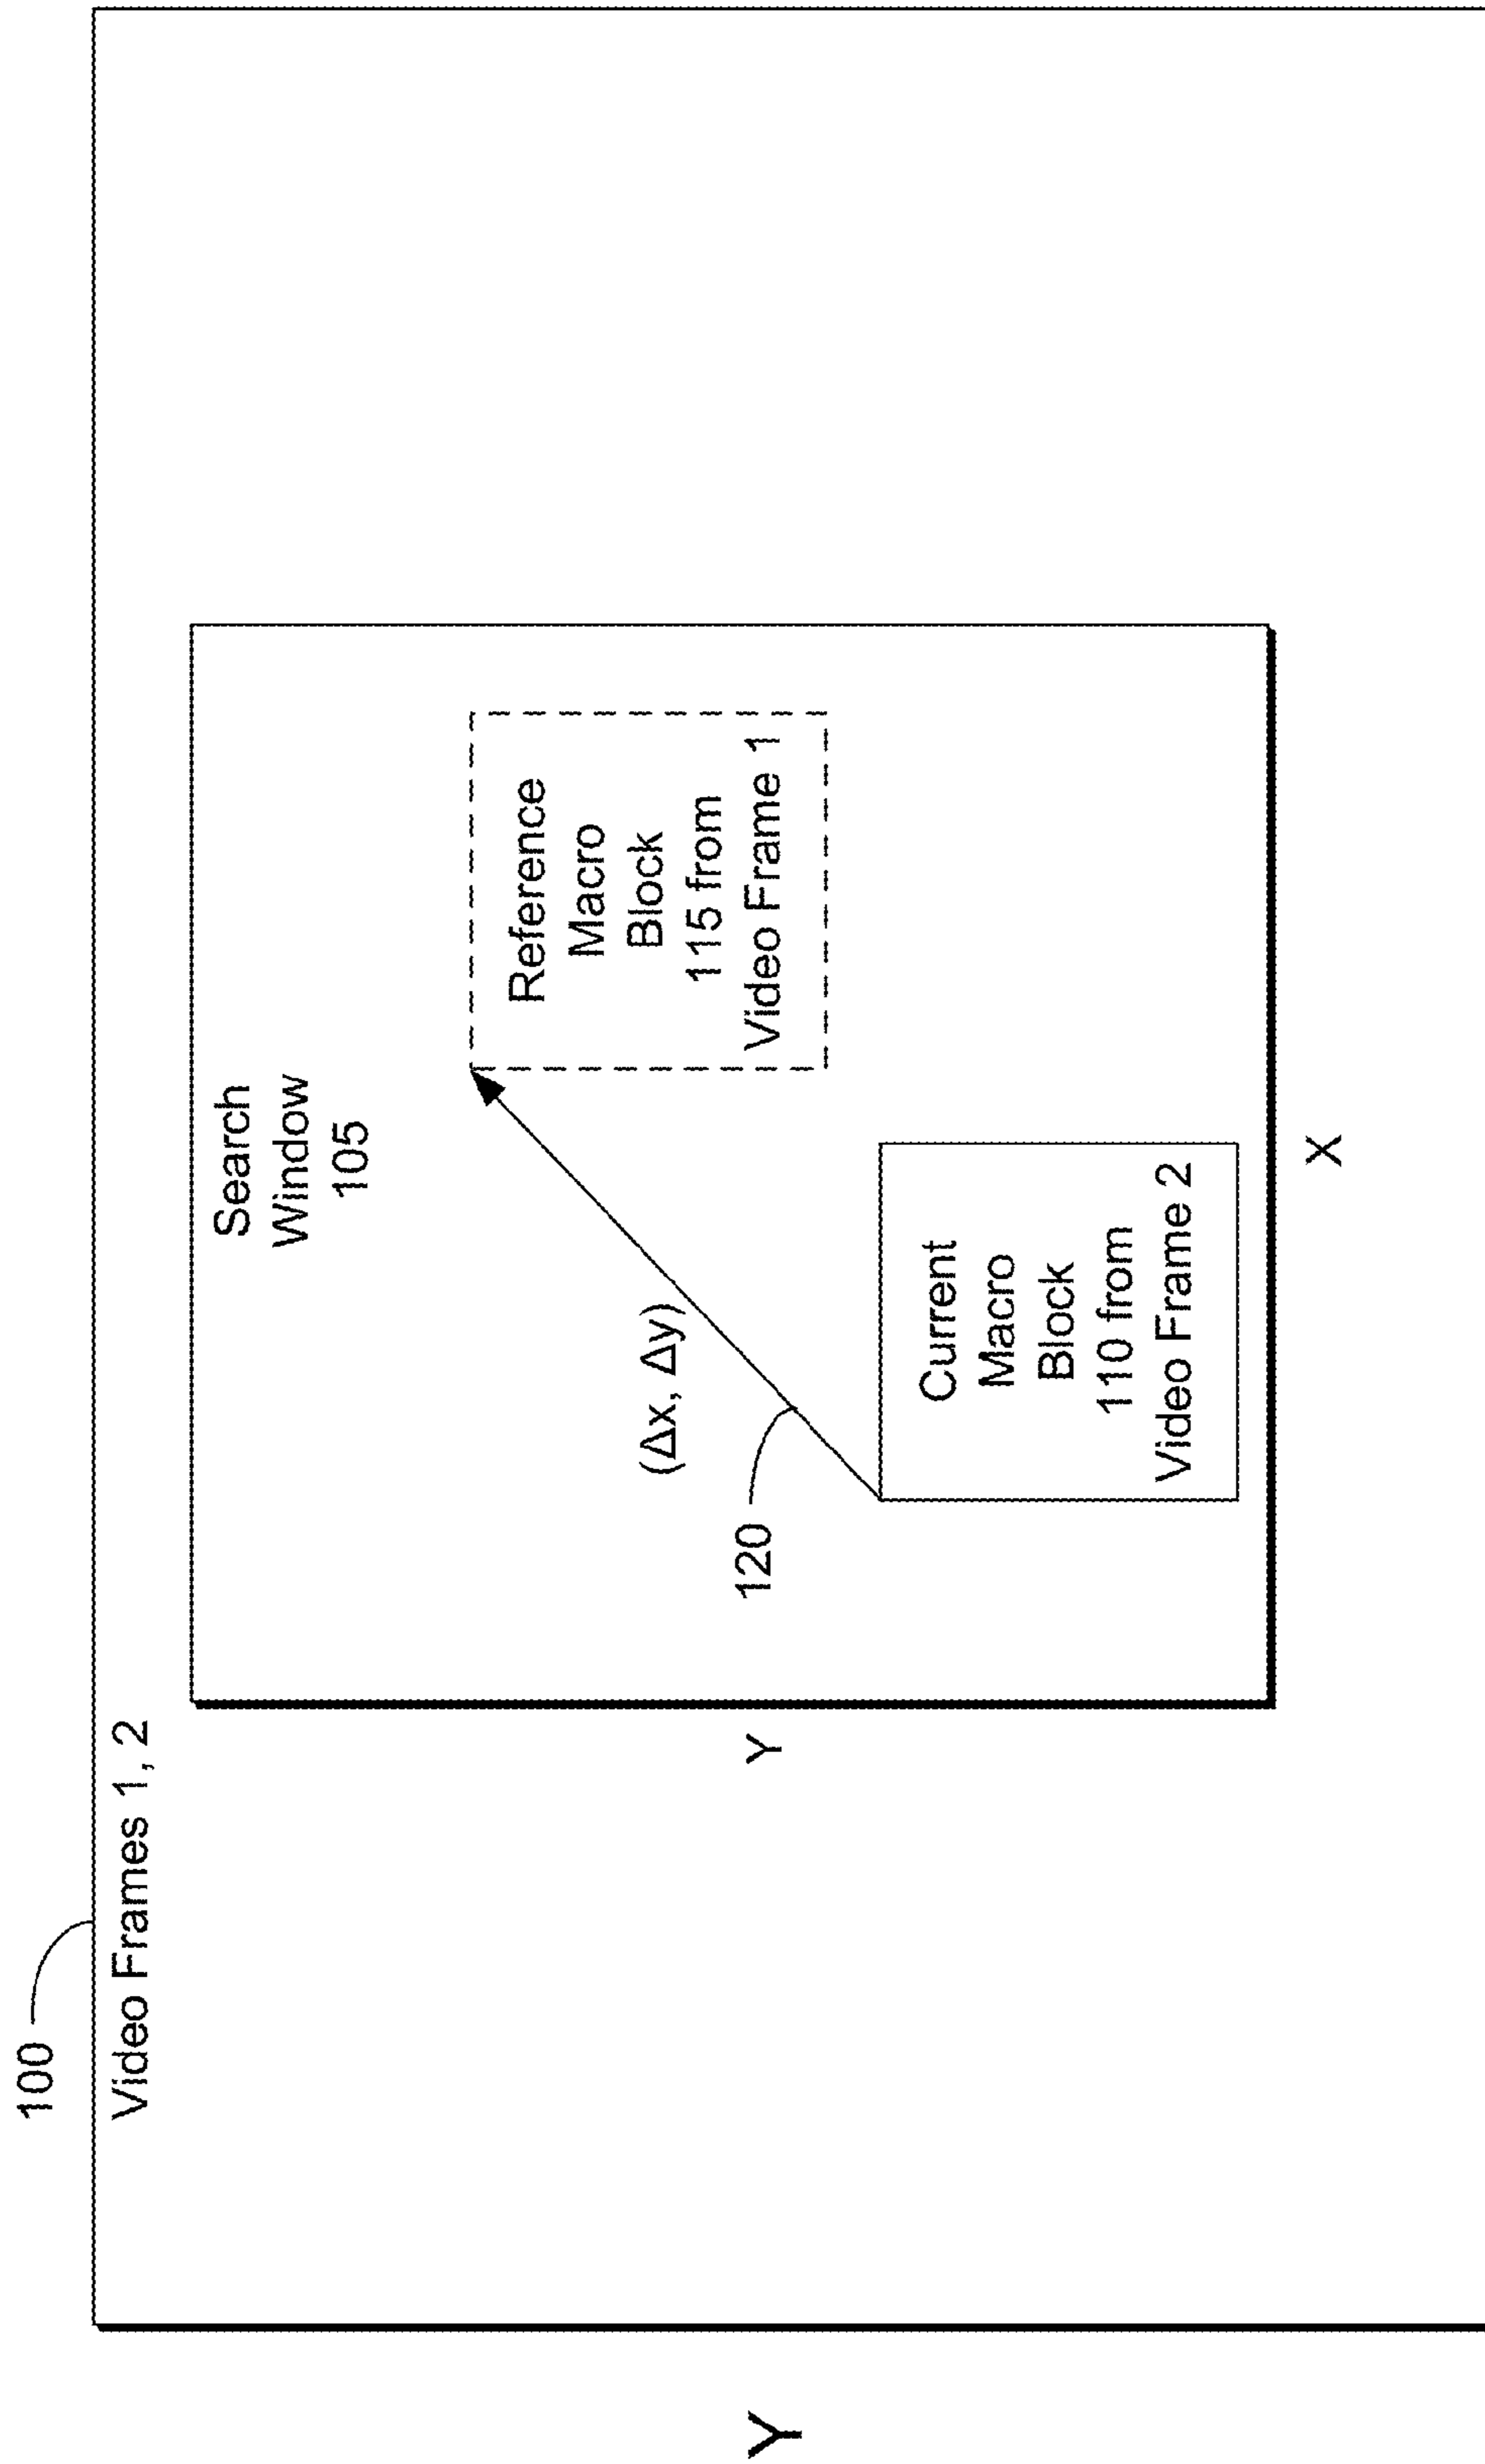 100
Video Frames 1, 2
Search
Window
105
Reference
Macro
Block
115 from
Video Frame 1
(Δx, Δy)
120
Current
Macro
Block
110 from
Video Frame 2
Y
X
Y